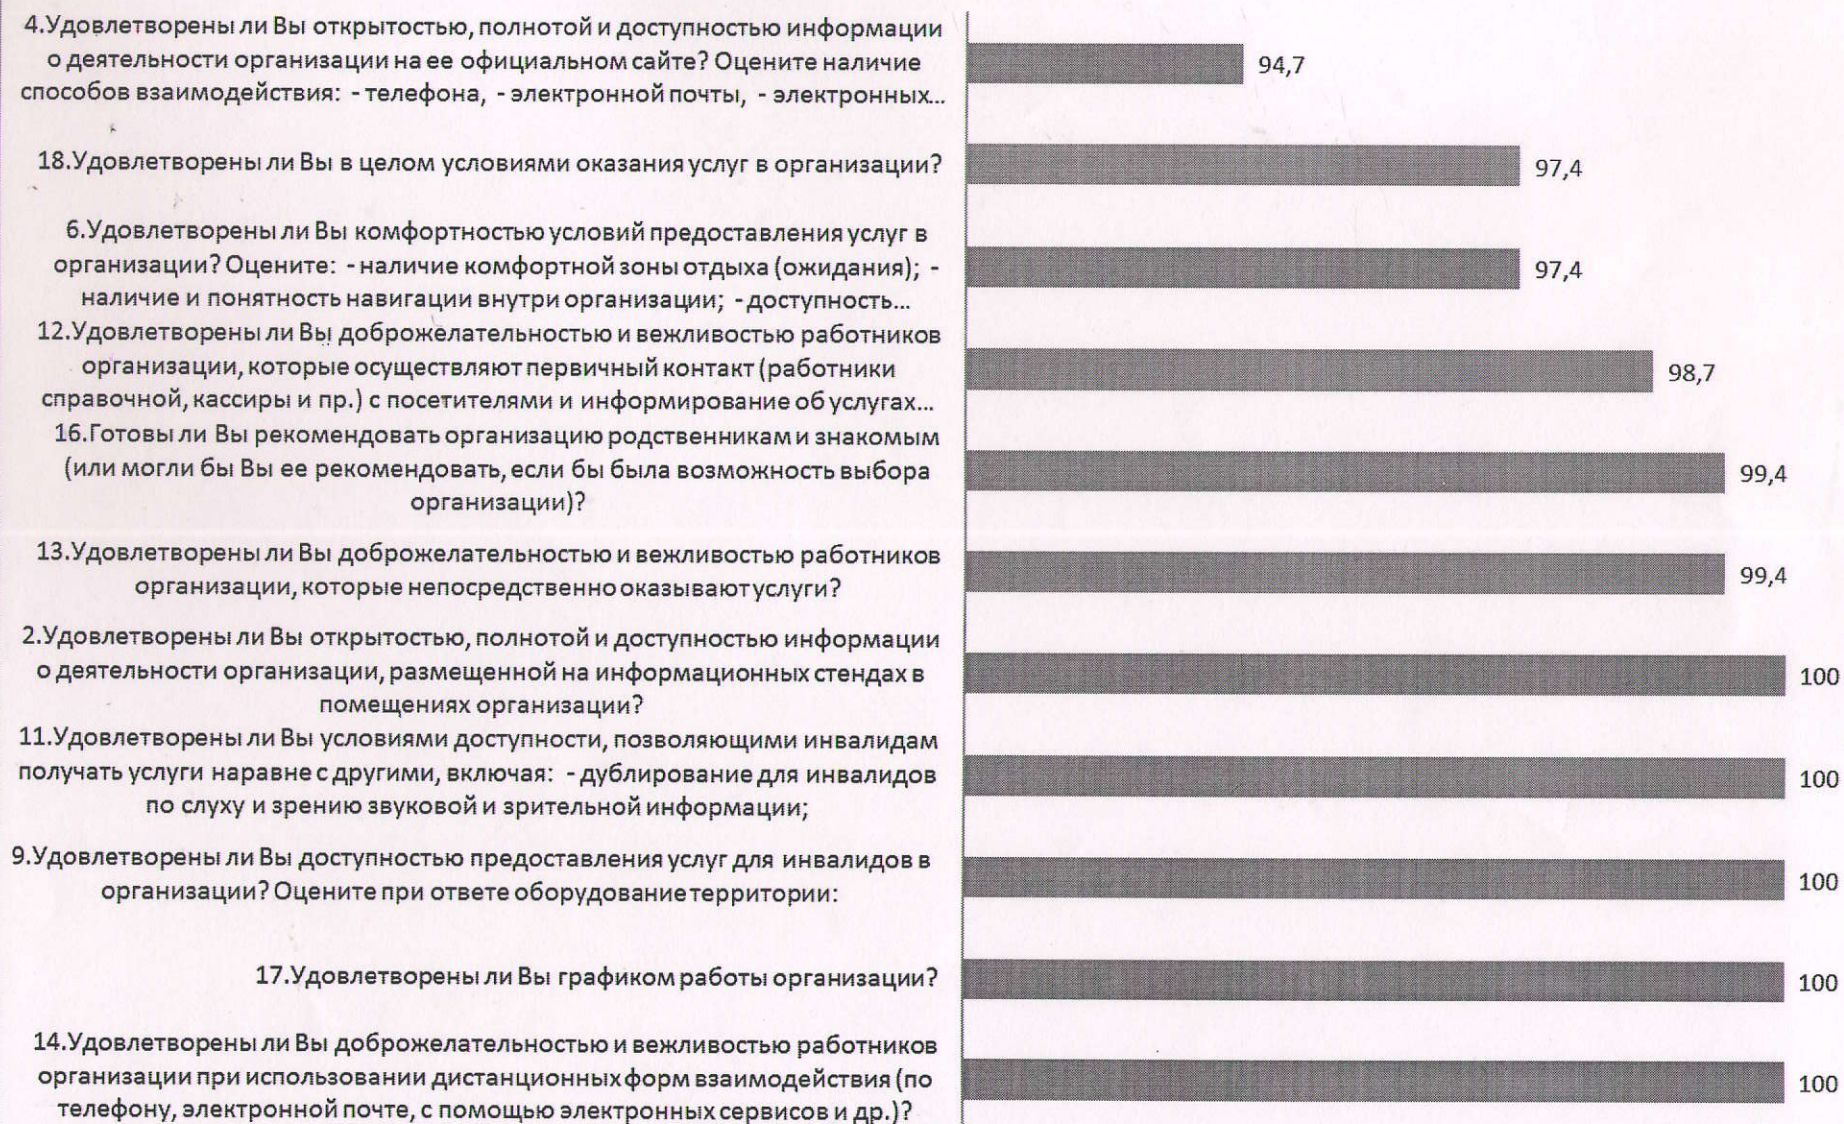 4.Удовлетворены ли Вы открытостью, полнотой и доступностью информации
о деятельности организации на ее официальном сайте? Оцените наличие
способов взаимодействия: - телефона, - электронной почты, - электронных...
94,7
18.Удовлетворены ли Вы в целом условиями оказания услуг в организации?
97,4
6.Удовлетворены ли Вы комфортностью условий предоставления услуг в
организации? Оцените: - наличие комфортной зоны отдыха (ожидания); -
наличие и понятность навигации внутри организации; - доступность...
97,4
12.Удовлетворены ли Вы доброжелательностью и вежливостью работников
организации, которые осуществляют первичный контакт (работники
справочной, кассиры и пр.) с посетителями и информирование об услугах...
98,7
16.Готовы ли Вы рекомендовать организацию родственникам и знакомым
(или могли бы Вы ее рекомендовать, если бы была возможность выбора
организации)?
99,4
13.Удовлетворены ли Вы доброжелательностью и вежливостью работников
организации, которые непосредственно оказывают услуги?
99,4
2.Удовлетворены ли Вы открытостью, полнотой и доступностью информации
о деятельности организации, размещенной на информационных стендах в
помещениях организации?
100
11.Удовлетворены ли Вы условиями доступности, позволяющими инвалидам
получать услуги наравне с другими, включая: - дублирование для инвалидов
по слуху и зрению звуковой и зрительной информации;
100
9.Удовлетворены ли Вы доступностью предоставления услуг для инвалидов в
организации? Оцените при ответе оборудование территории:
100
17.Удовлетворены ли Вы графиком работы организации?
100
14.Удовлетворены ли Вы доброжелательностью и вежливостью работников
организации при использовании дистанционных форм взаимодействия (по
телефону, электронной почте, с помощью электронных сервисов и др.)?
100